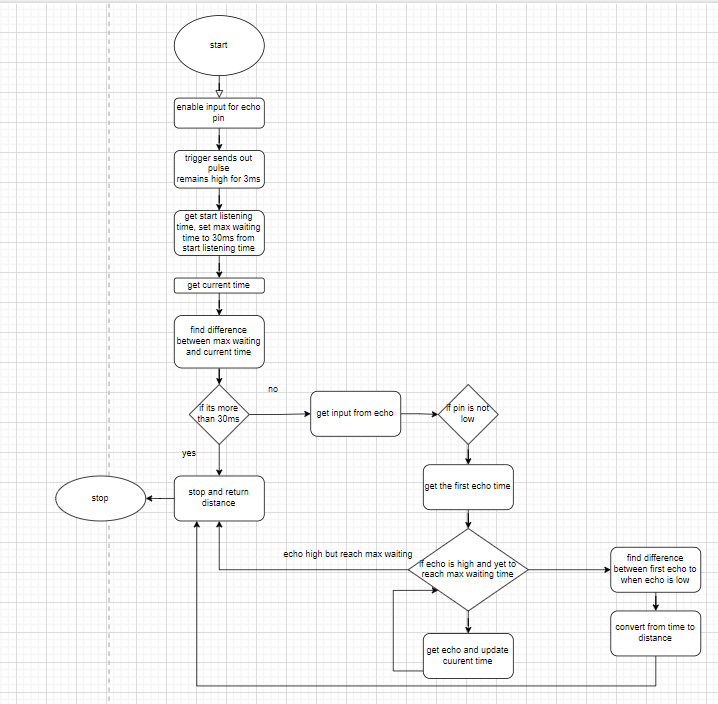 start
enable input for echo
pin
trigger sends out
pulse
remains high for 3ms
get start listening
time, set max waiting
time to 30ms from
start listening time
get current time
find difference
between max waiting
and current time
no
if its more
than 30ms
get input from echo
if pin is not
low
yes
stop
stop and return
distance
get the first echo time
echo high but reach max waiting
if echo is high and yet to
reach max waiting time
find difference
between first echo to
when echo is low
convert from time to
distance
get echo and update
cuurent time